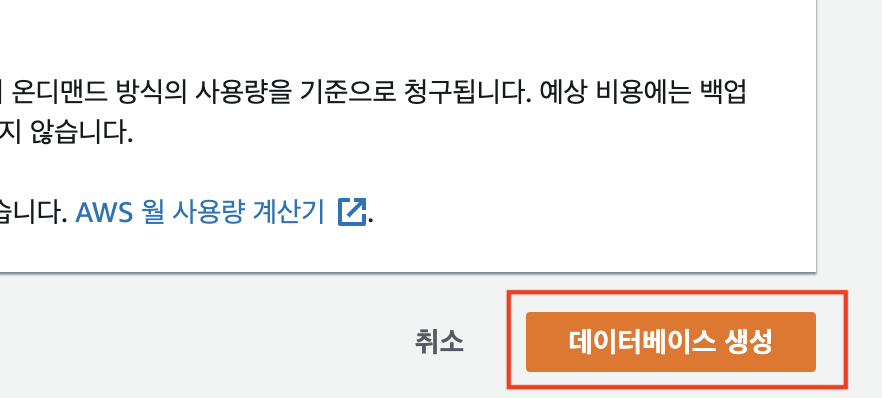 온디맨드 방식의 사용량을 기준으로 청구됩니다. 예상 비용에는 백업
지 않습니다.
습니다. AWS 월 사용량 계산기.
취소
데이터베이스 생성